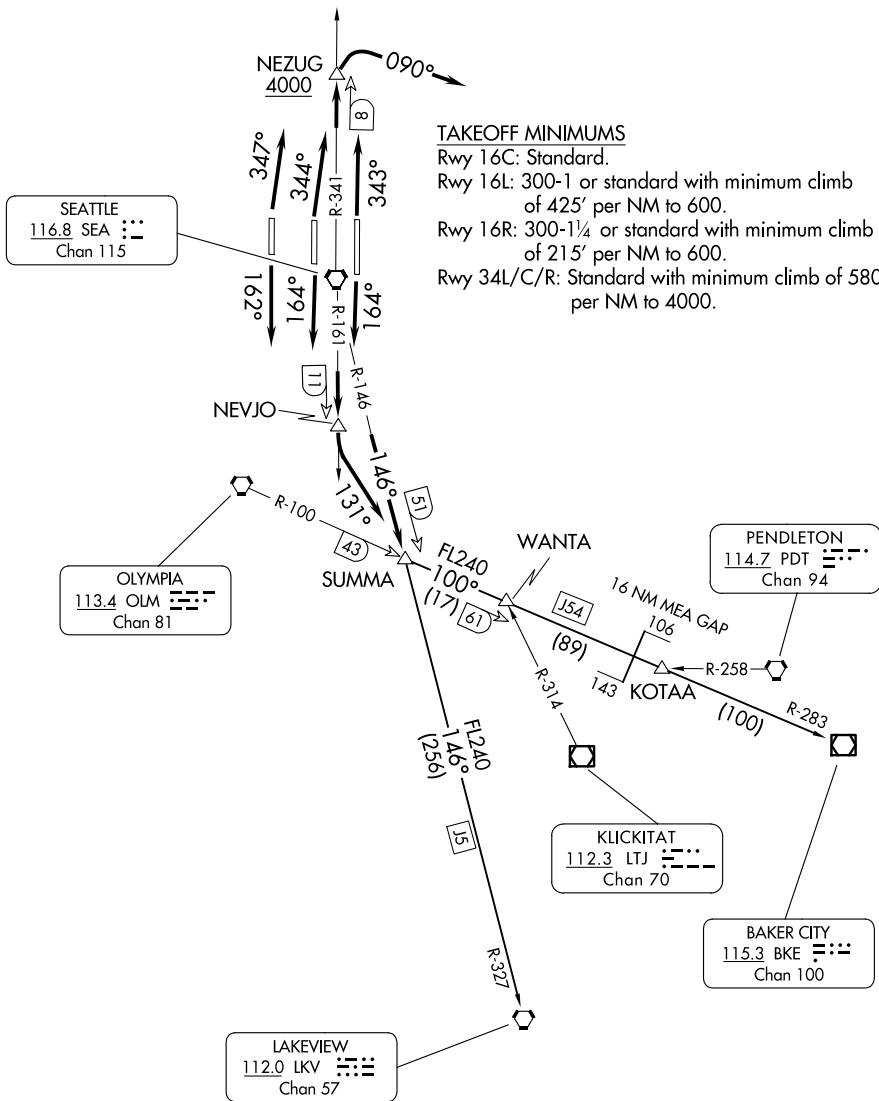 NEZUG
4000
090°
8
347°
344°
343°
R-341
TAKEOFF MINIMUMS
Rwy 16C: Standard.
Rwy 16L: 300-1 or standard with minimum climb
of 425' per NM to 600.
Rwy 16R: 300-1¼ or standard with minimum climb
of 215' per NM to 600.
Rwy 34L/C/R: Standard with minimum climb of 580
per NM to 4000.
SEATTLE
116.8 SEA
Chan 115
162°
164°
R-161
164°
11
R-146
NEVJO
131°
146°
51
R-100
43
OLYMPIA
113.4 OLM
Chan 81
SUMMA
FL240
100°
(17)
61
WANTA
J54
(89)
16 NM MEA GAP
106
143
KOTAA
R-258
PENDLETON
114.7 PDT
Chan 94
(100)
R-283
R-314
FL240
146°
(256)
J5
KLICKITAT
112.3 LTJ
Chan 70
BAKER CITY
115.3 BKE
Chan 100
R-327
LAKEVIEW
112.0 LKV
Chan 57